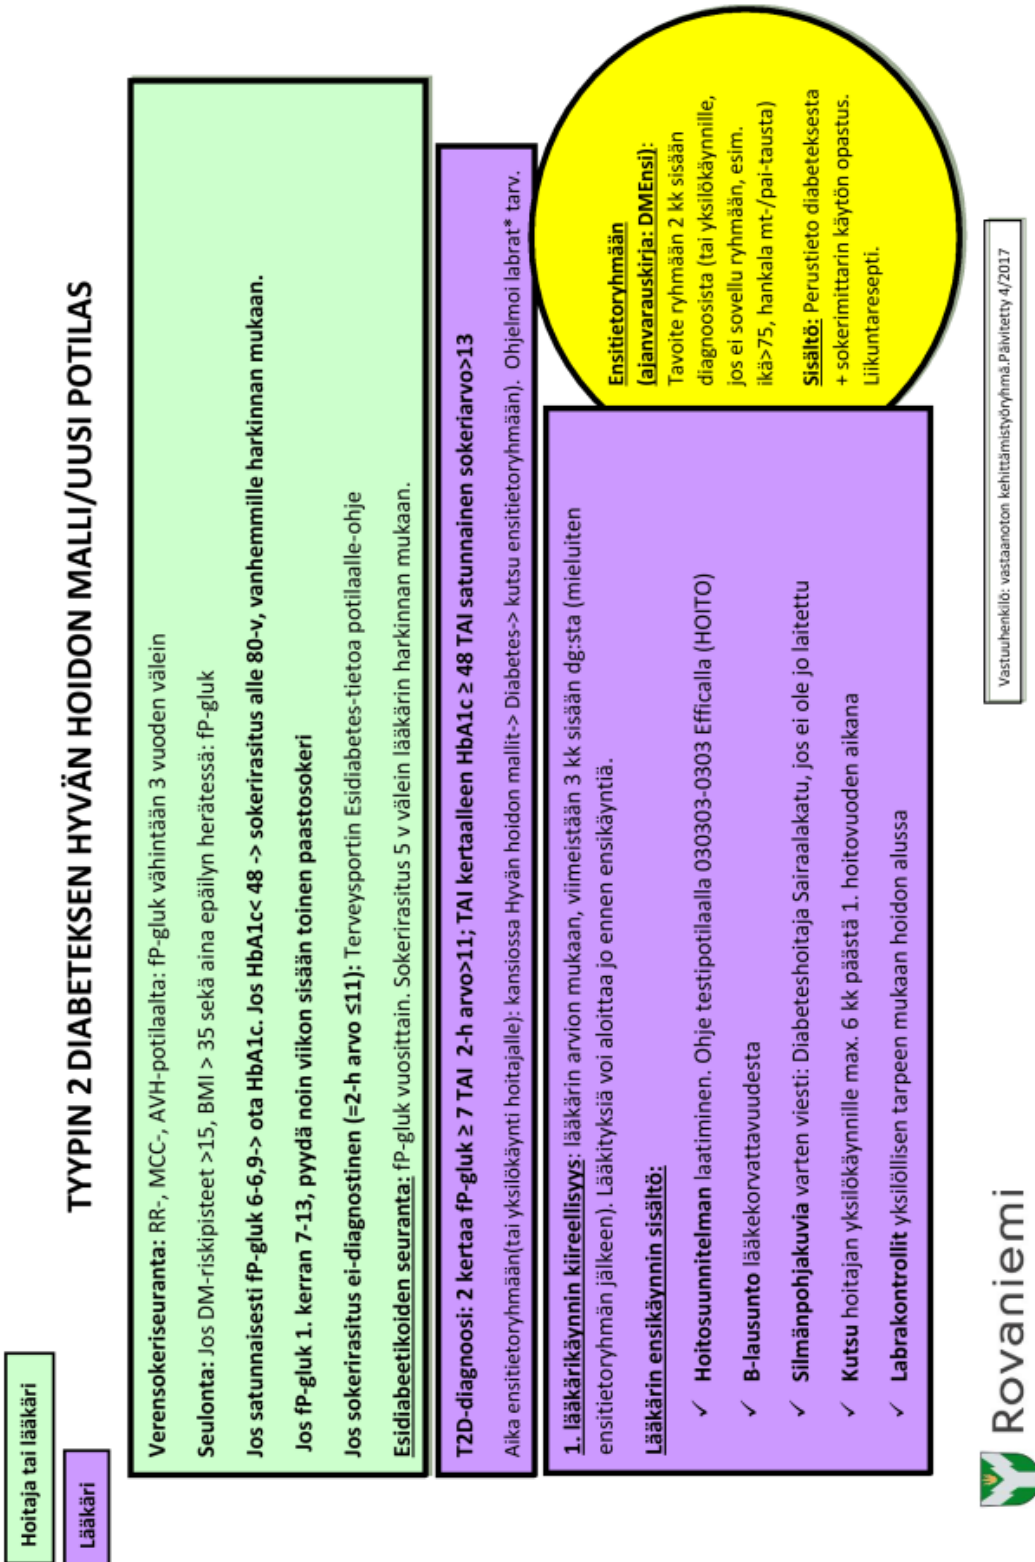 Hoitaja tai lääkäri
Lääkäri
TYYPIN 2 DIABETEKSEN HYVÄN HOIDON MALLI/UUSI POTILAS
Verensokeriseuranta: RR-, MCC-, AVH-potilaalta: fP-gluk vähintään 3 vuoden välein
Seulonta: Jos DM-riskipisteet >15, BMI > 35 sekä aina epäilyn herätessä: fP-gluk
Jos satunnaisesti fP-gluk 6-6,9-> ota HbA1c. Jos HbA1c< 48 -> sokerirasitus alle 80-v, vanhemmille harkinnan mukaan.
Jos fP-gluk 1. kerran 7-13, pyydä noin viikon sisään toinen paastosokeri
Jos sokerirasitus ei-diagnostinen (=2-h arvo ≤11): Terveysportin Esidiabetes-tietoa potilaalle-ohje
Esidiabeetikoiden seuranta: fP-gluk vuosittain. Sokerirasitus 5 v välein lääkärin harkinnan mukaan.
T2D-diagnoosi: 2 kertaa fP-gluk ≥ 7 TAI 2-h arvo>11; TAI kertaalleen HbA1c ≥ 48 TAI satunnainen sokeriarvo>13
Aika ensitietoryhmään(tai yksilökäynti hoitajalle): kansiossa Hyvän hoidon mallit-> Diabetes-> kutsu ensitietoryhmään). Ohjelmoi labrat* tarv.
1. lääkärikäynnin kiireellisyys: lääkärin arvion mukaan, viimeistään 3 kk sisään dg:sta (mieluiten
ensitietoryhmän jälkeen). Lääkityksiä voi aloittaa jo ennen ensikäyntiä.
Lääkärin ensikäynnin sisältö:
✓ Hoitosuunnitelman laatiminen. Ohje testipotilaalla 030303-0303 Efficalla (HOITO)
✓ B-lausunto lääkekorvattavuudesta
✓ Silmänpohjakuvia varten viesti: Diabeteshoitaja Sairaalakatu, jos ei ole jo laitettu
✓ Kutsu hoitajan yksilökäynnille max. 6 kk päästä 1. hoitovuoden aikana
✓ Labrakontrollit yksilöllisen tarpeen mukaan hoidon alussa
Ensitietoryhmään
(ajanvarauskirja: DMEnsi):
Tavoite ryhmään 2 kk sisään
diagnoosista (tai yksilökäynnille,
jos ei sovellu ryhmään, esim.
ikä>75, hankala mt-/pai-tausta)
Sisältö: Perustieto diabeteksesta
+ sokerimittarin käytön opastus.
Liikuntaresepti.
Rovaniemi
Vastuuhenkilö: vastaanoton kehittämistyöryhmä.Päivitetty 4/2017